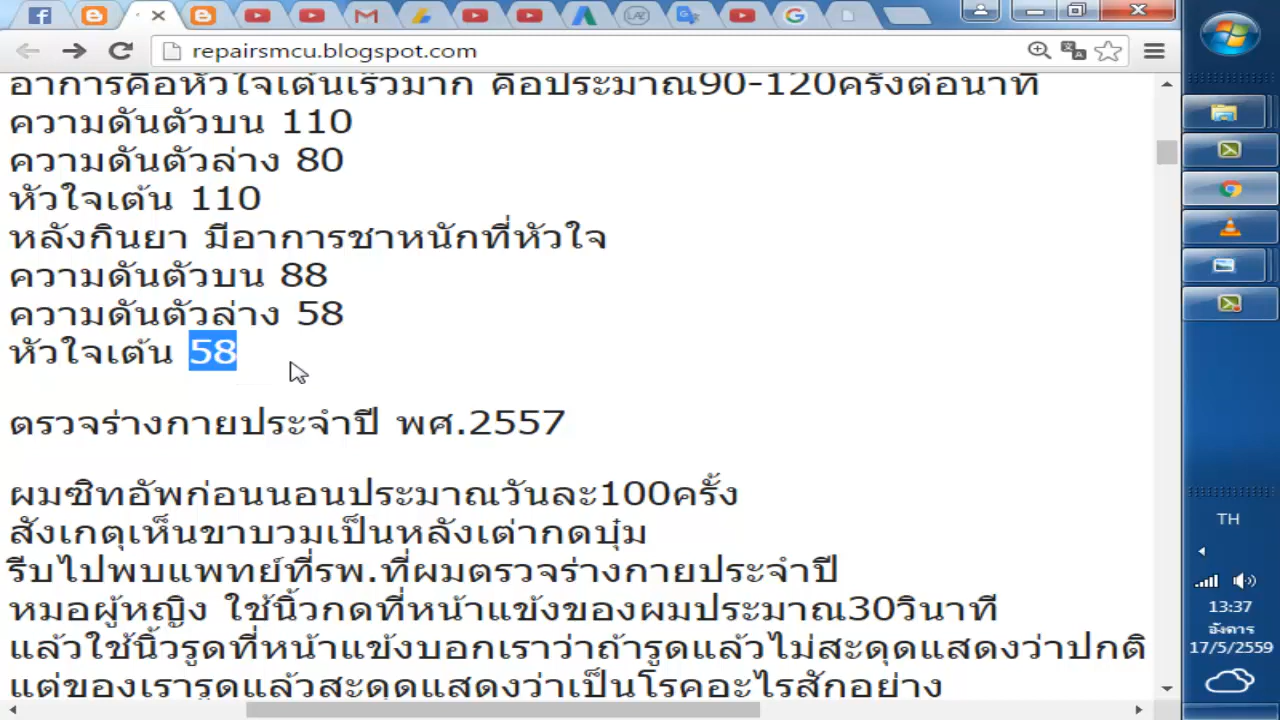 repairsmcu.blogspot.com
อาการคือหัวใจเต้นเร็วมาก คือประมาณ90-120ครั้งต่อนาที
ความดันตัวบน 110
ความดันตัวล่าง 80
หัวใจเต้น 110
หลังกินยา มีอาการชาหนักที่หัวใจ
ความดันตัวบน 88
ความดันตัวล่าง 58
หัวใจเต้น 58
ตรวจร่างกายประจำปี พศ.2557
ผมซิทอัพก่อนนอนประมาณวันละ100ครั้ง
สังเกตุเห็นขาบวมเป็นหลังเต่ากดบุ๋ม
รีบไปพบแพทย์ที่รพ.ที่ผมตรวจร่างกายประจำปี
หมอผู้หญิง ใช้นิ้วกดที่หน้าแข้งของผมประมาณ30วินาที
แล้วใช้นิ้วรูดที่หน้าแข้งบอกเราว่าถ้ารูดแล้วไม่สะดุดแสดงว่าปกติ
แต่ของเรารูดแล้วสะดุดแสดงว่าเป็นโรคอะไรสักอย่าง
TH
13:37
อังคาร
17/5/2559